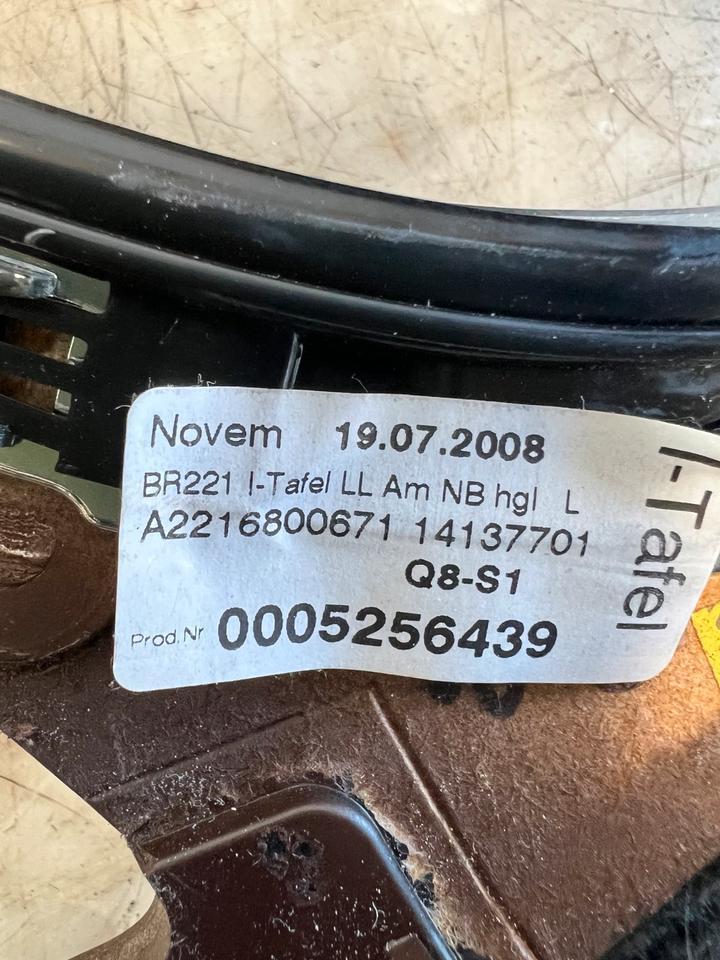 Novem 19.07.2008
BR221 I-Tafel LL Am NB hgl L
A2216800671 14137701
Q8-S1
Prod.Nr 0005256439
I-Tafel